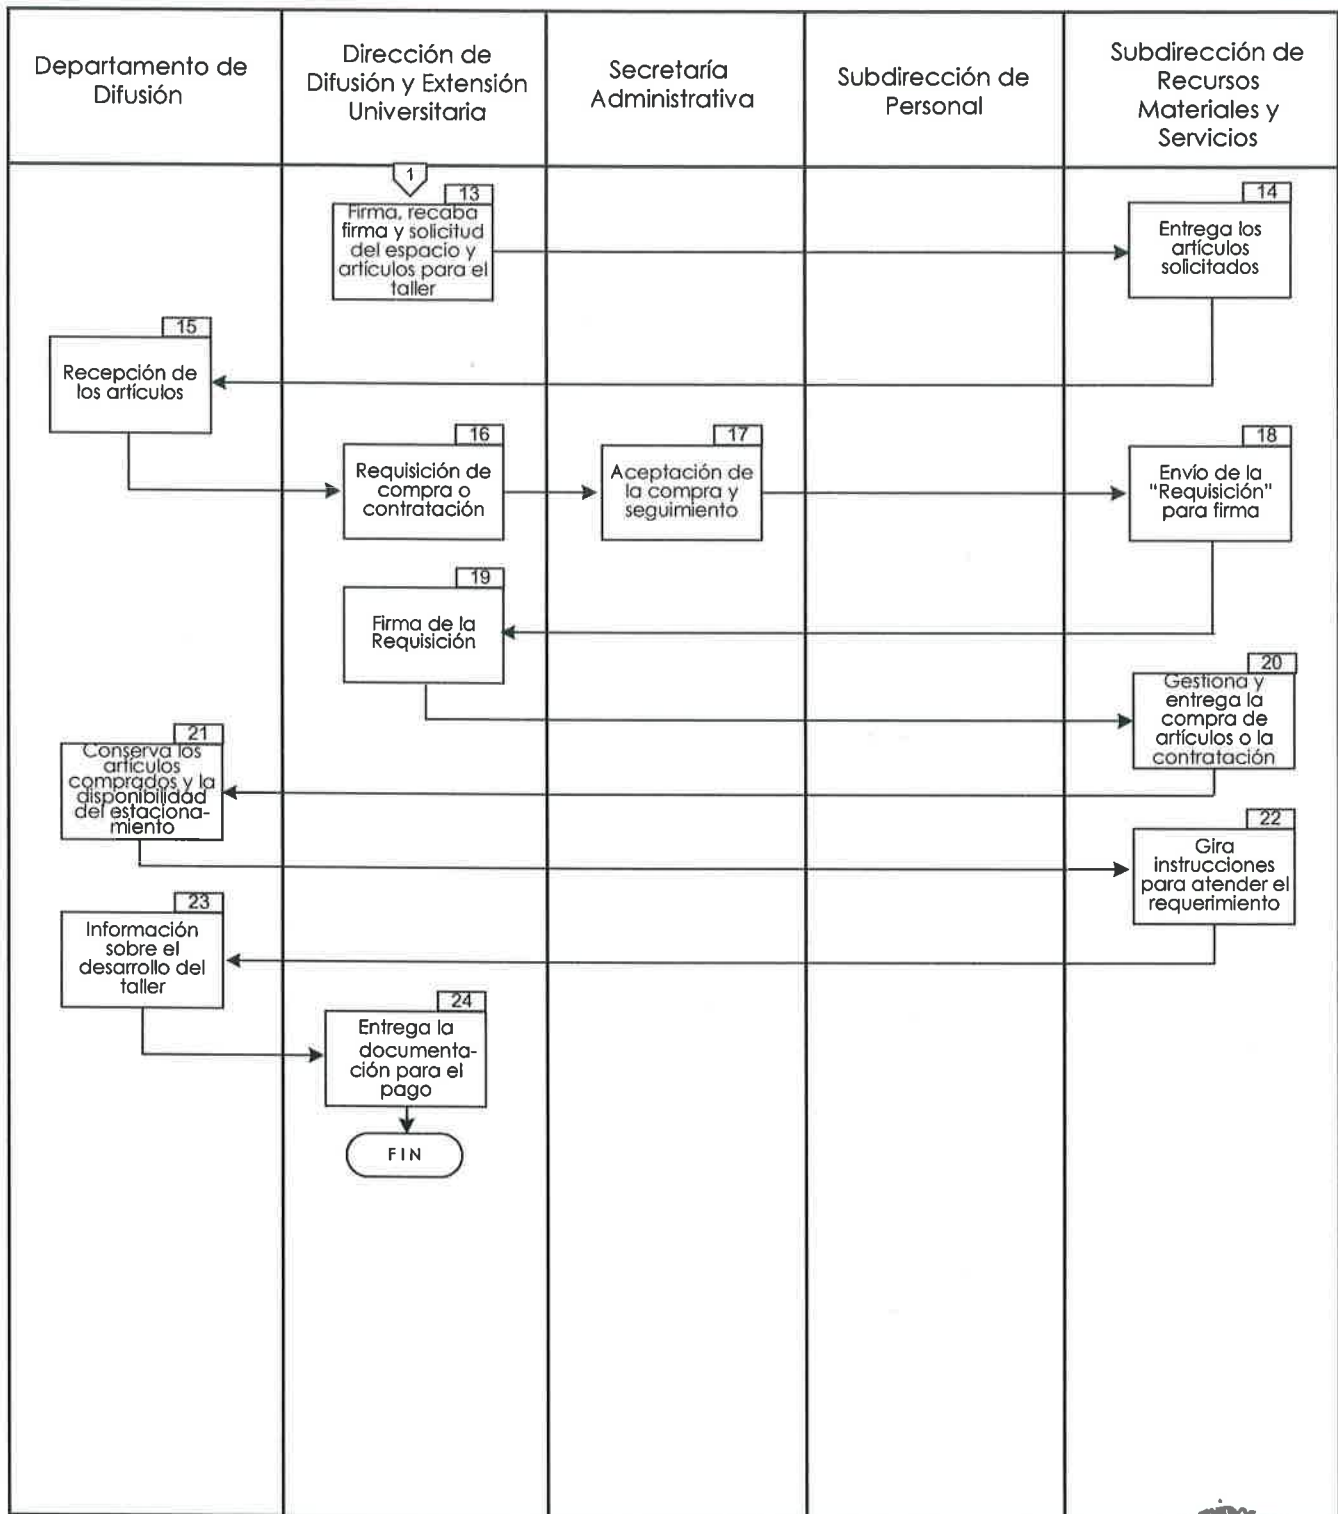 Departamento de
Difusión
Dirección de
Difusión y Extensión
Universitaria
Secretaría
Administrativa
Subdirección de
Personal
Subdirección de
Recursos
Materiales y
Servicios
1
13
Firma, recaba
firma y solicitud
del espacio y
artículos para el
taller
14
Entrega los
artículos
solicitados
15
Recepción de
los artículos
16
Requisición de
compra o
contratación
17
Aceptación de
la compra y
seguimiento
18
Envío de la
"Requisición"
para firma
19
Firma de la
Requisición
20
Gestiona y
entrega la
compra de
artículos o la
contratación
21
Conserva los
artículos
comprados y la
disponibilidad
del estaciona-
miento
22
Gira
instrucciones
para atender el
requerimiento
23
Información
sobre el
desarrollo del
taller
24
Entrega la
documenta-
ción para el
pago
FIN